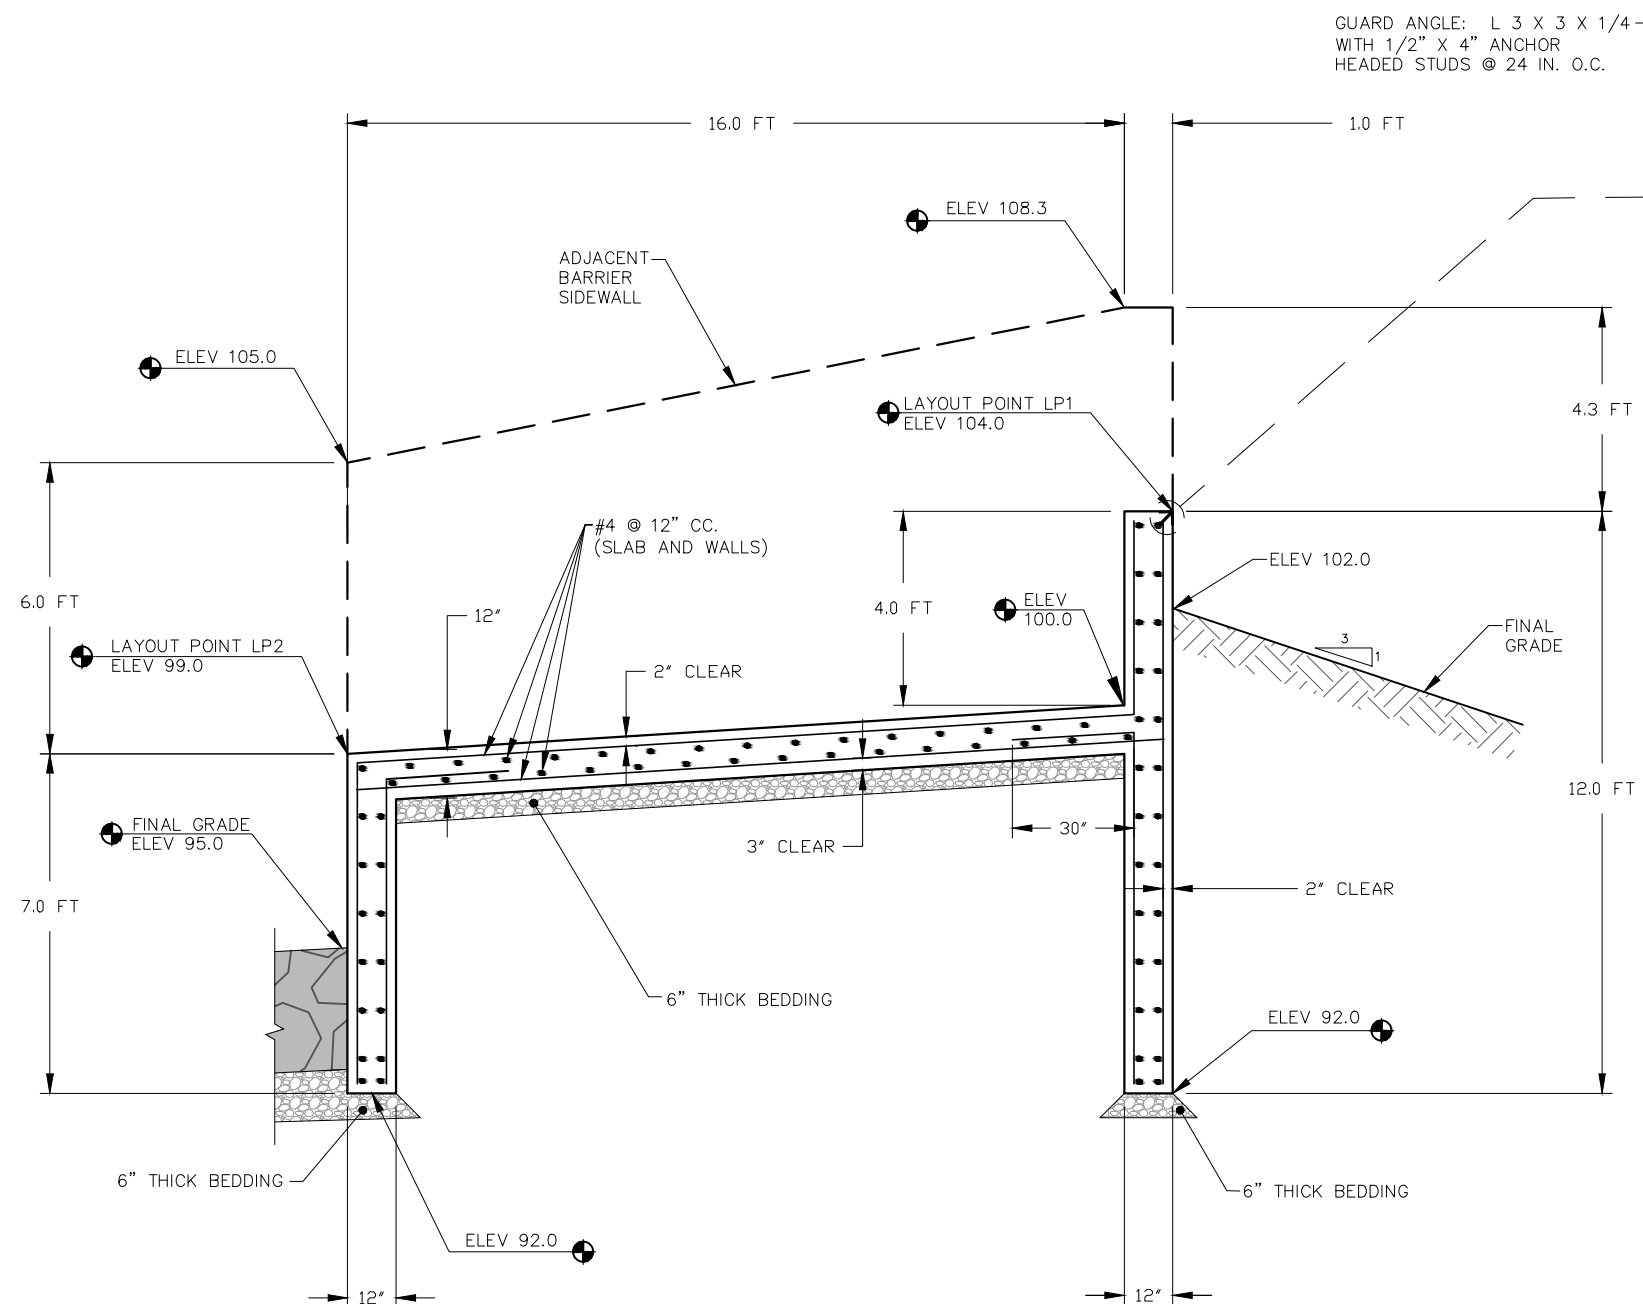 GUARD ANGLE: L 3 X 3 X 1/4
WITH 1/2" X 4" ANCHOR
HEADED STUDS @ 24 IN. O.C.
16.0 FT
1.0 FT
ELEV 108.3
ADJACENT
BARRIER
SIDEWALL
ELEV 105.0
LAYOUT POINT LP1
ELEV 104.0
4.3 FT
#4 @ 12" CC.
(SLAB AND WALLS)
ELEV 102.0
6.0 FT
12"
4.0 FT
ELEV
100.0
FINAL
GRADE
3
1
LAYOUT POINT LP2
ELEV 99.0
2" CLEAR
12.0 FT
FINAL GRADE
ELEV 95.0
30"
3" CLEAR
2" CLEAR
7.0 FT
6" THICK BEDDING
ELEV 92.0
6" THICK BEDDING
6" THICK BEDDING
ELEV 92.0
12"
12"